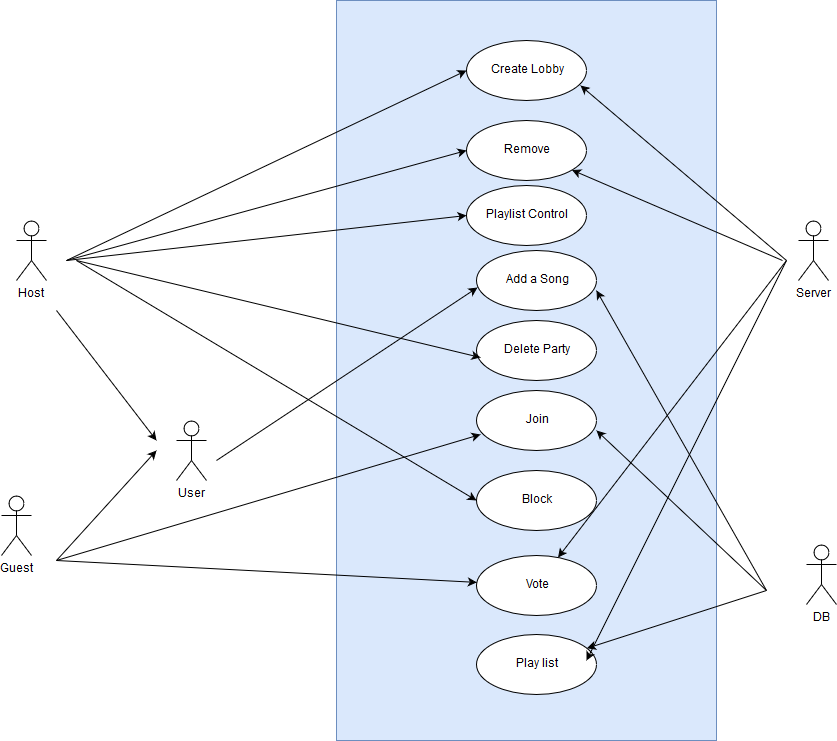 Create Lobby
Remove
Playlist Control
Host
Add a Song
Server
Delete Party
Join
User
Block
Guest
Vote
DB
Play list